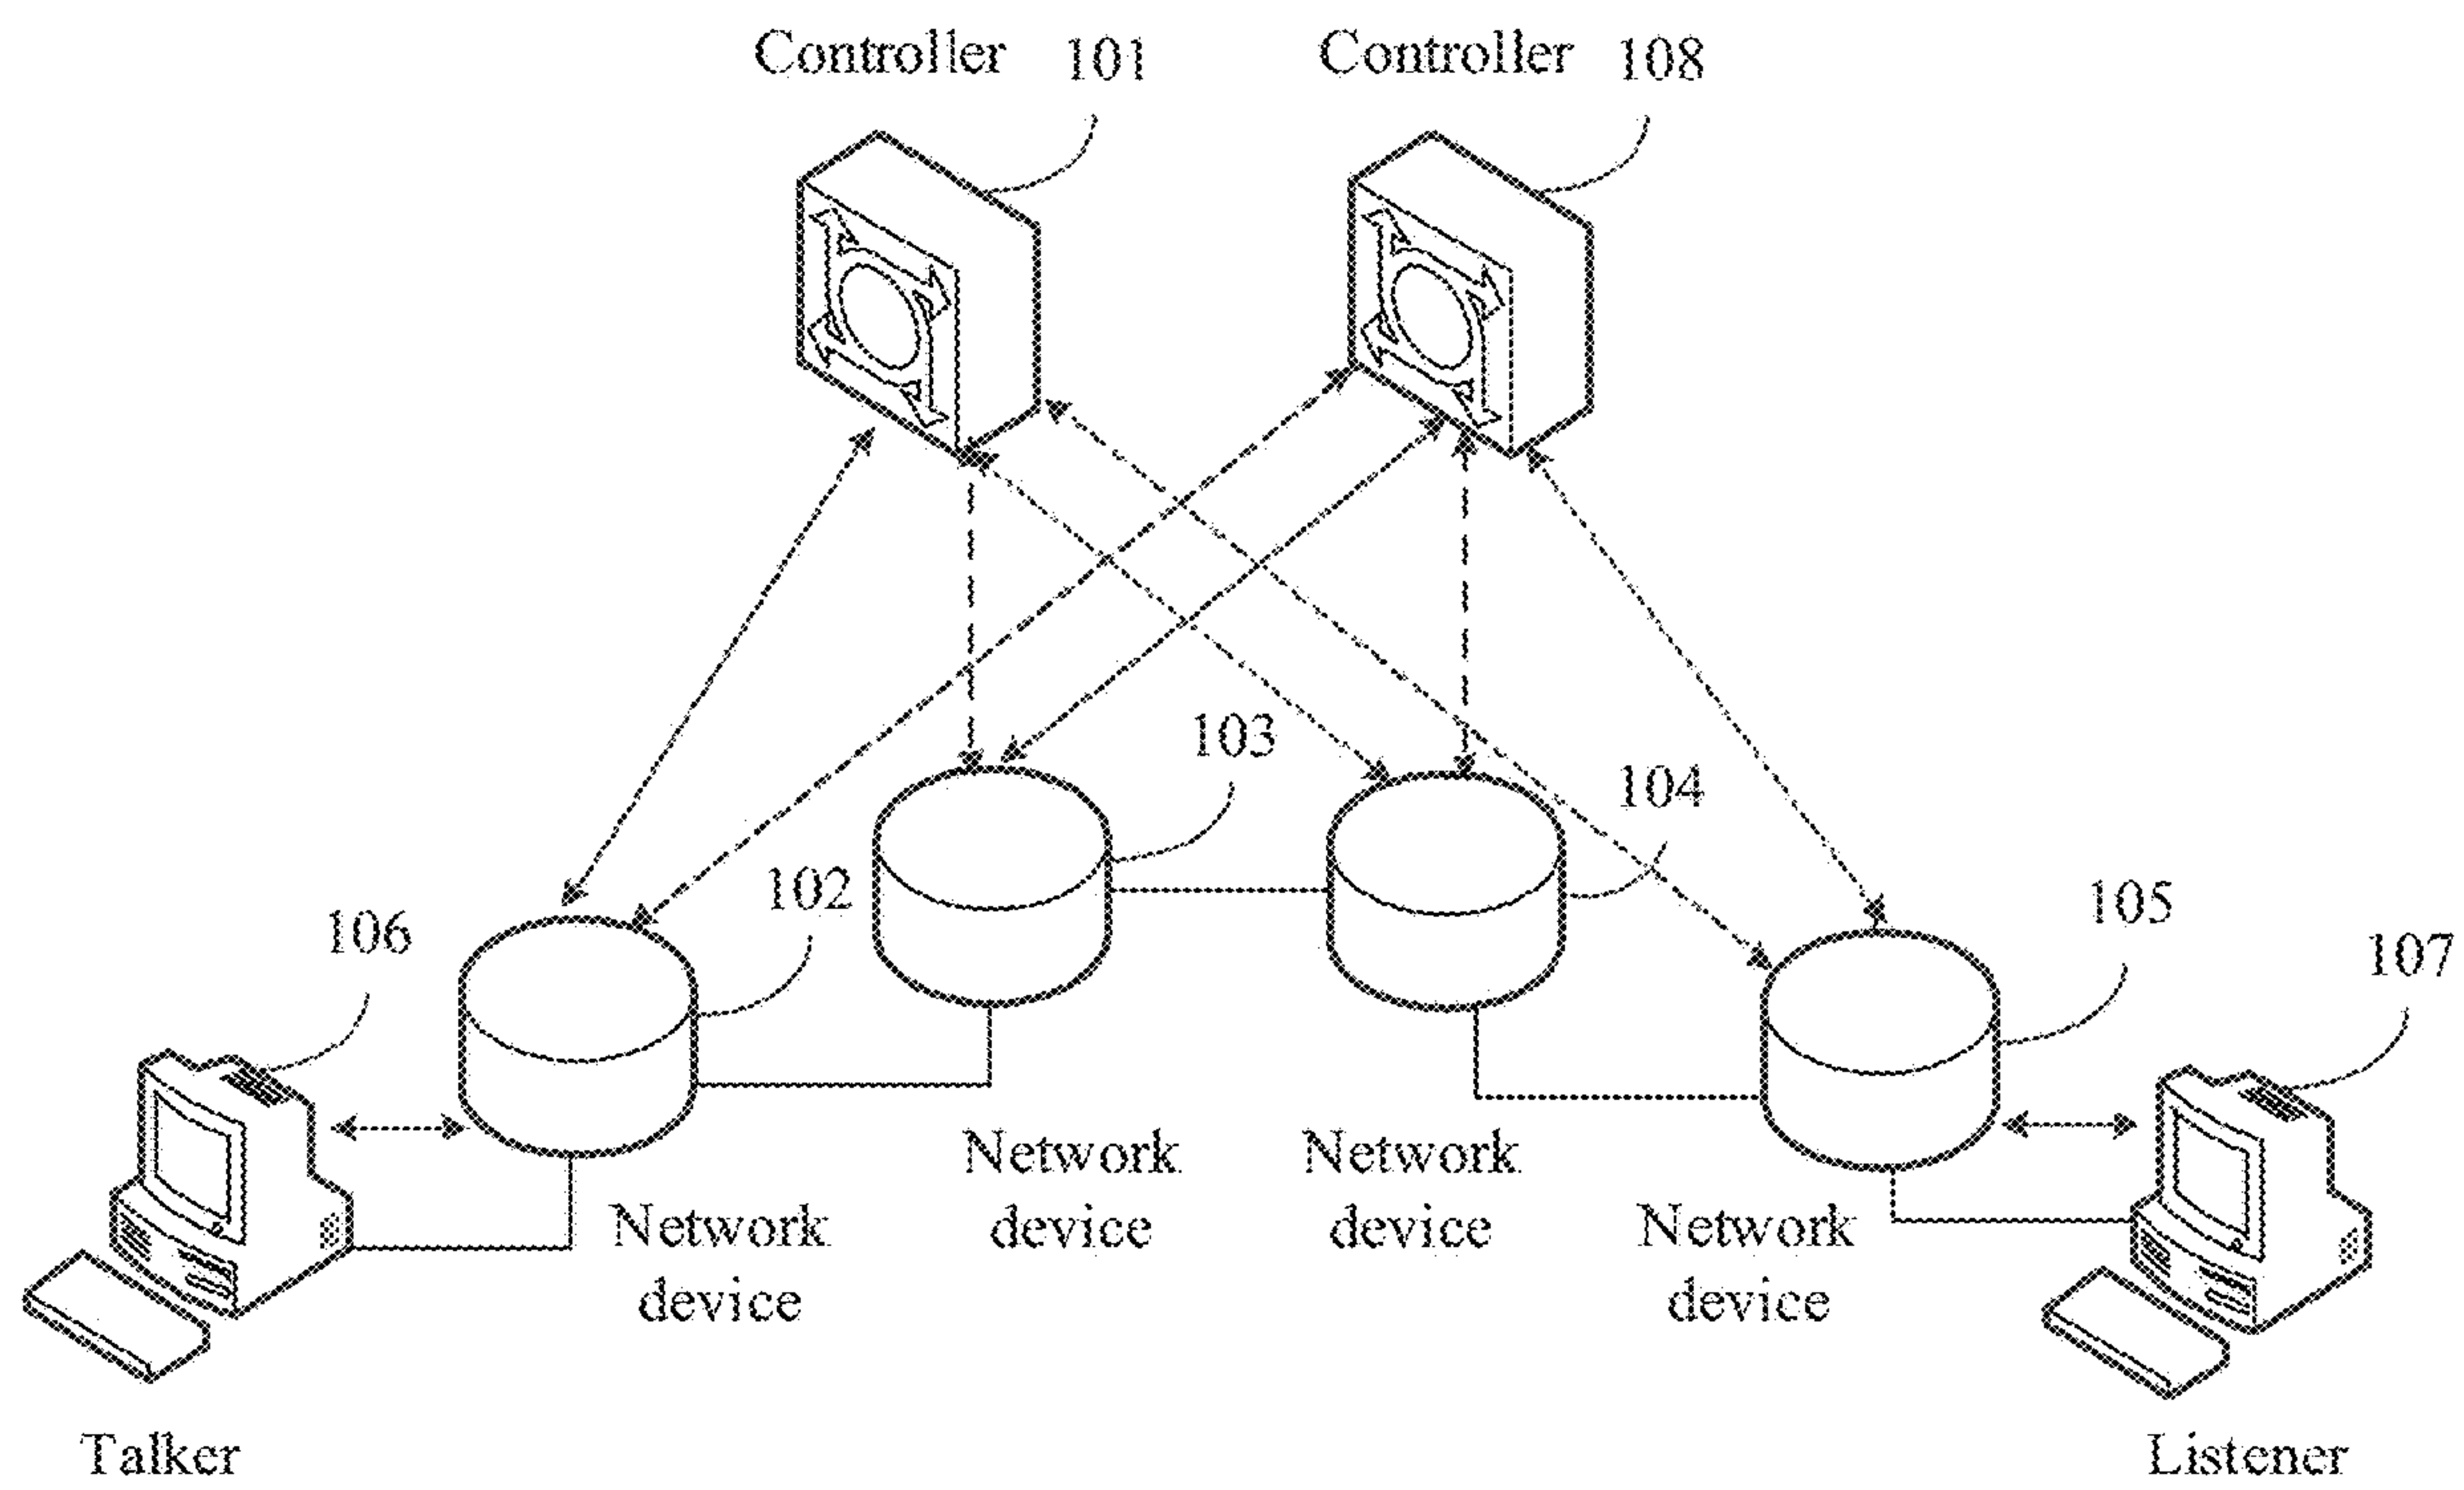 Controller 101
Controller 108
103
104
102
105
106
107
Network
device
Network
device
Network
device
Network
device
Talker
Listener